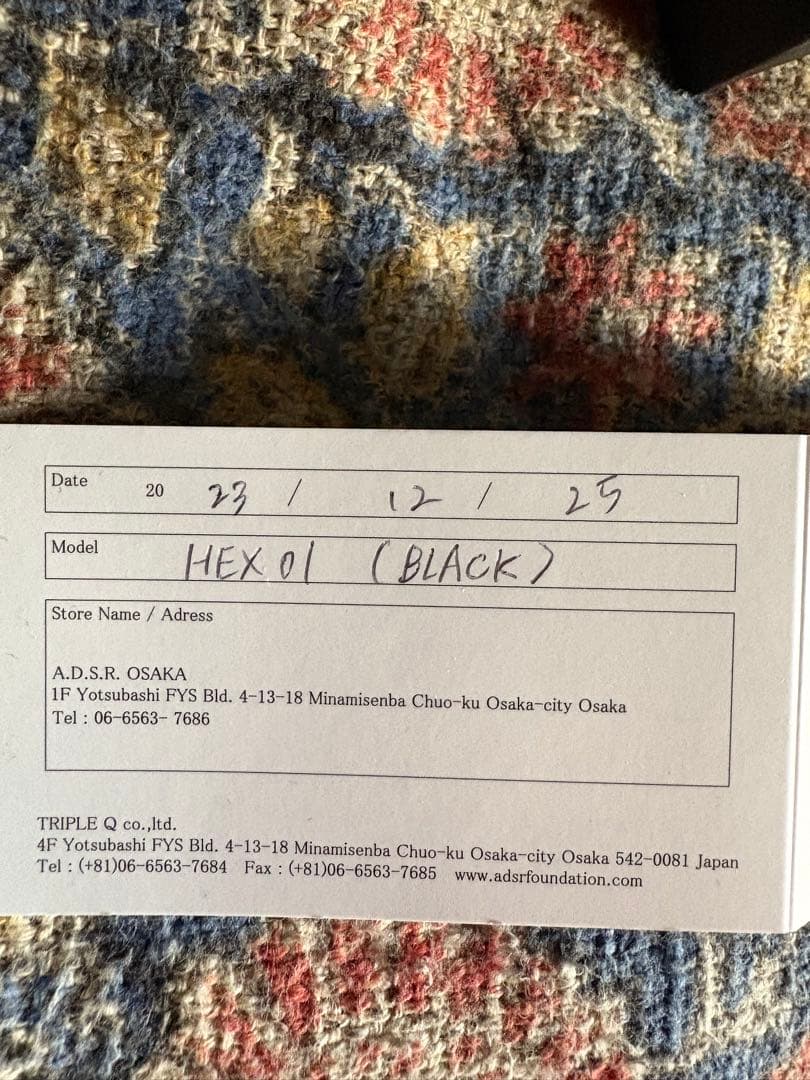 Date 20 23 / 12 / 25
Model HEX 01 (BLACK)
Store Name / Adress
A.D.S.R. OSAKA
1F Yotsubashi FYS Bld. 4-13-18 Minamisenba Chuo-ku Osaka-city Osaka
Tel : 06-6563- 7686
TRIPLE Q co.,ltd.
4F Yotsubashi FYS Bld. 4-13-18 Minamisenba Chuo-ku Osaka-city Osaka 542-0081 Japan
Tel : (+81)06-6563-7684 Fax : (+81)06-6563-7685 www.adsrfoundation.com